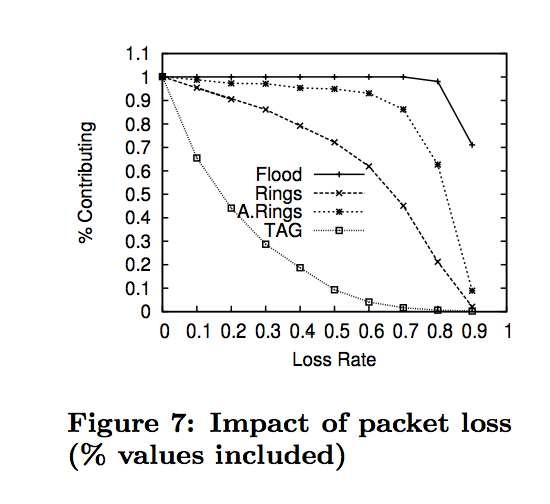 1.1
1
0.9
0.8
0.7
0.6
0.5
0.4
0.3
0.2
0.1
0
% Contributing
Flood
Rings
A.Rings
TAG
0 0.1 0.2 0.3 0.4 0.5 0.6 0.7 0.8 0.9 1
Loss Rate
Figure 7: Impact of packet loss
(% values included)